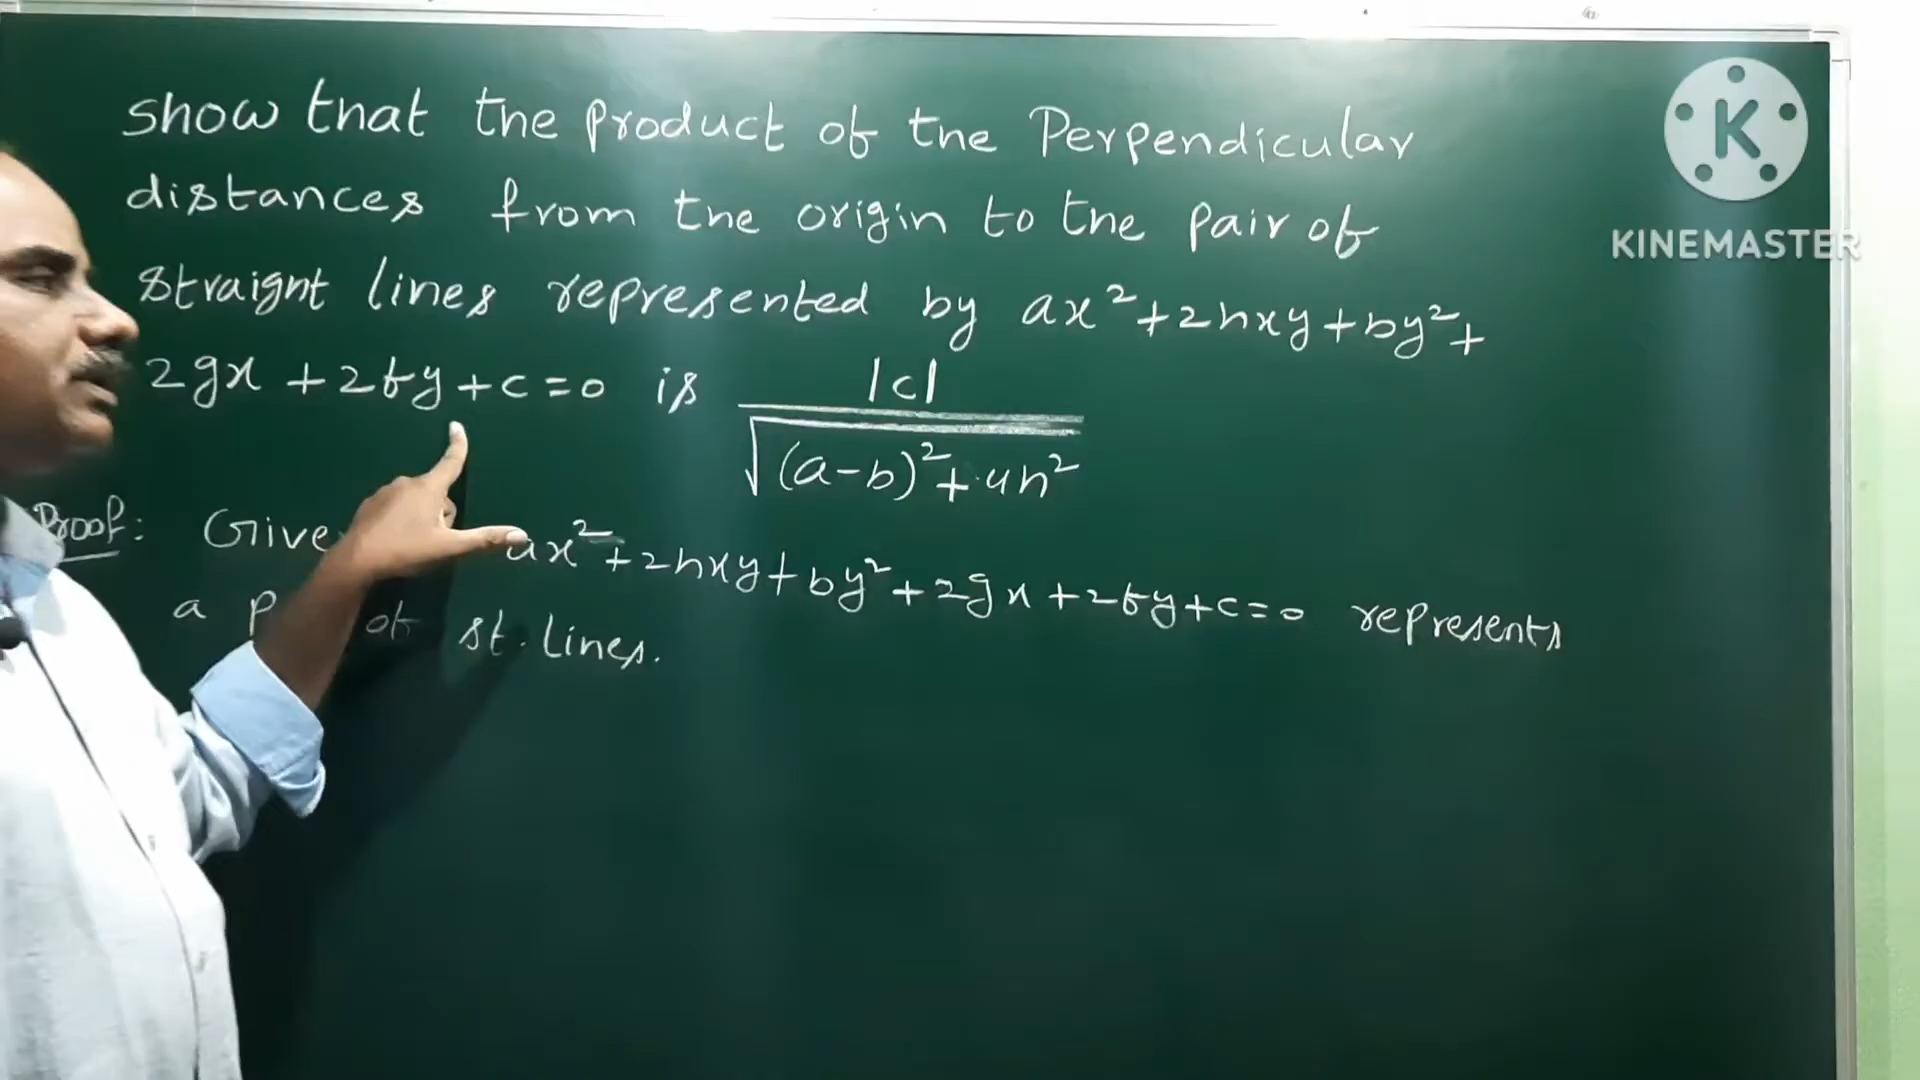 show that the product of the Perpendicular
distances from the origin to the pair of
straight lines represented by ax²+2hxy+by²+
2gx+2fy+c=0 is |c| / √(a-b)²+4h²
Proof: Given ax²+2hxy+by²+2gx+2fy+c=0 represents
a of st. lines.
K
KINEMASTER